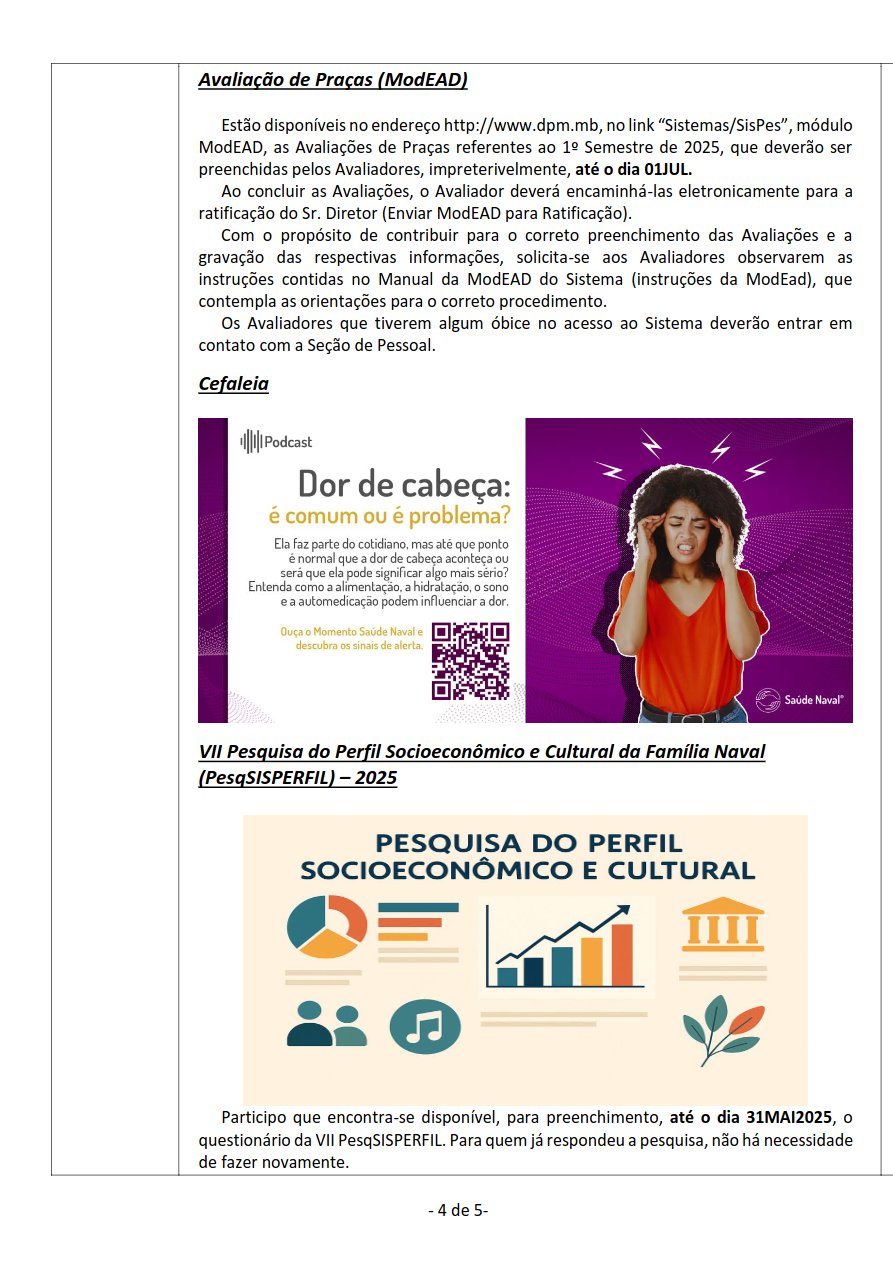 Avaliação de Praças (ModEAD)
Estão disponíveis no endereço http://www.dpm.mb, no link “Sistemas/SisPes”, módulo
ModEAD, as Avaliações de Praças referentes ao 1º Semestre de 2025, que deverão ser
preenchidas pelos Avaliadores, impreterivelmente, até o dia 01JUL.
Ao concluir as Avaliações, o Avaliador deverá encaminhá-las eletronicamente para a
ratificação do Sr. Diretor (Enviar ModEAD para Ratificação).
Com o propósito de contribuir para o correto preenchimento das Avaliações e a
gravação das respectivas informações, solicita-se aos Avaliadores observarem as
instruções contidas no Manual da ModEAD do Sistema (instruções da ModEad), que
contempla as orientações para o correto procedimento.
Os Avaliadores que tiverem algum óbice no acesso ao Sistema deverão entrar em
contato com a Seção de Pessoal.
Cefaleia
Podcast
Dor de cabeça:
é comum ou é problema?
Ela faz parte do cotidiano, mas até que ponto
é normal que a dor de cabeça aconteça ou
será que ela pode significar algo mais sério?
Entenda como a alimentação, a hidratação, o sono
e a automedicação podem influenciar a dor.
Ouça o Momento Saúde Naval e
descubra os sinais de alerta.
Saúde Naval®
VII Pesquisa do Perfil Socioeconômico e Cultural da Família Naval
(PesqSISPERFIL) – 2025
PESQUISA DO PERFIL
SOCIOECONÔMICO E CULTURAL
Participo que encontra-se disponível, para preenchimento, até o dia 31MAI2025, o
questionário da VII PesqSISPERFIL. Para quem já respondeu a pesquisa, não há necessidade
de fazer novamente.
- 4 de 5-